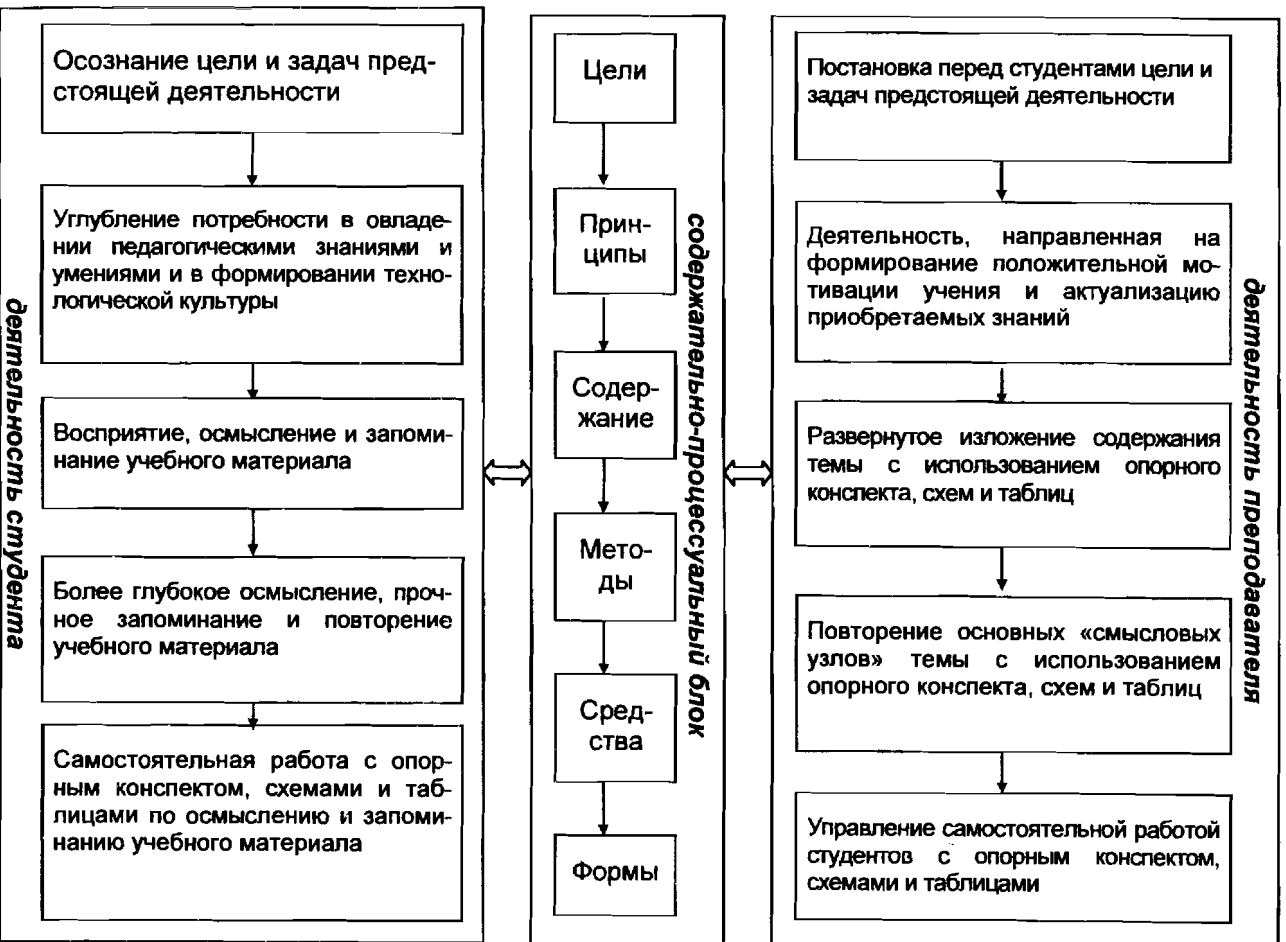 деятельность студента
Осознание цели и задач пред-
стоящей деятельности
Углубление потребности в овладе-
нии педагогическими знаниями и
умениями и в формировании техно-
логической культуры
Восприятие, осмысление и запоми-
нание учебного материала
Более глубокое осмысление, проч-
ное запоминание и повторение
учебного материала
Самостоятельная работа с опор-
ным конспектом, схемами и таб-
лицами по осмыслению и запоми-
нанию учебного материала
Цели
Прин-
ципы
Содер-
жание
Мето-
ды
Сред-
ства
Формы
содержательно-процессуальный блок
Постановка перед студентами цели и
задач предстоящей деятельности
Деятельность, направленная на
формирование положительной мо-
тивации учения и актуализацию
приобретаемых знаний
Развернутое изложение содержания
темы с использованием опорного
конспекта, схем и таблиц
Повторение основных «смысловых
узлов» темы с использованием
опорного конспекта, схем и таблиц
Управление самостоятельной работой
студентов с опорным конспектом,
схемами и таблицами
деятельность преподавателя